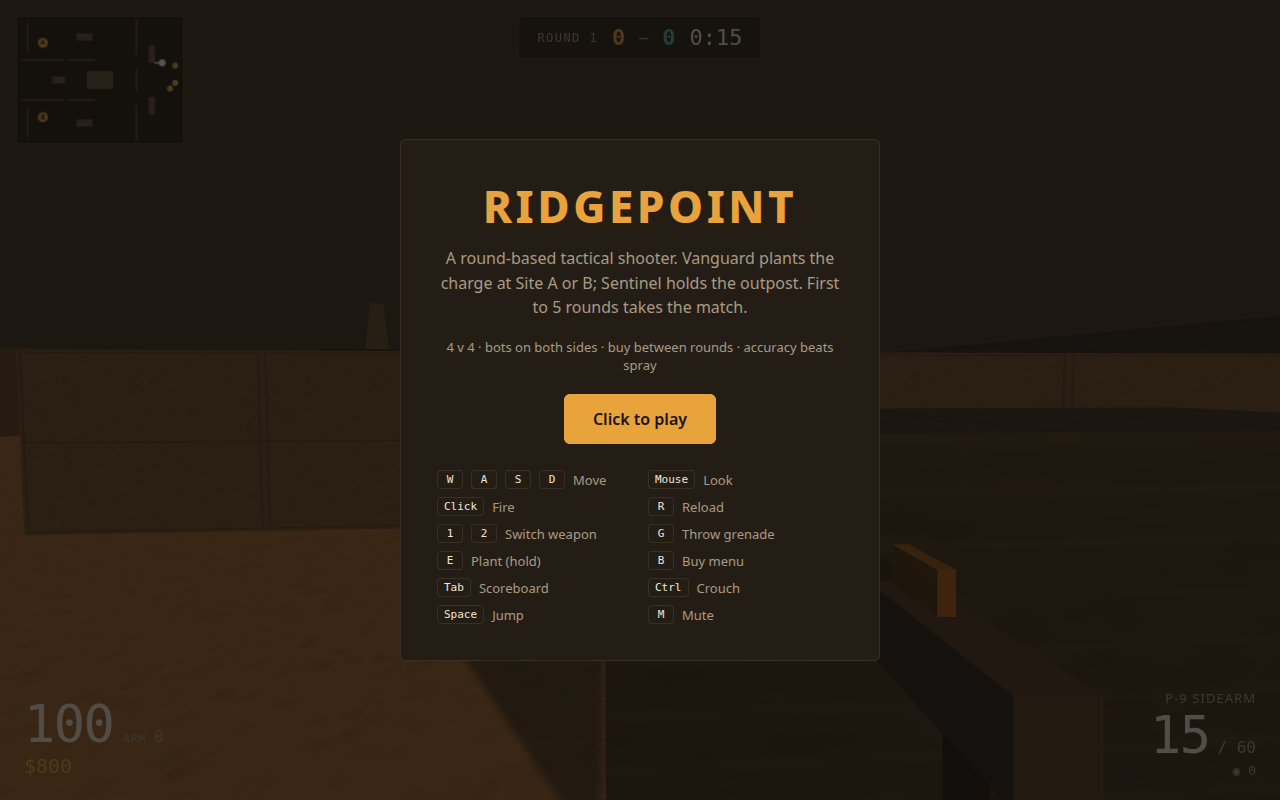 A
B
ROUND 1 0 – 0 0:15
RIDGEPOINT
A round-based tactical shooter. Vanguard plants the
charge at Site A or B; Sentinel holds the outpost. First
to 5 rounds takes the match.
4 v 4 · bots on both sides · buy between rounds · accuracy beats
spray
Click to play
W A S D Move
Mouse Look
Click Fire
R Reload
1 2 Switch weapon
G Throw grenade
E Plant (hold)
B Buy menu
Tab Scoreboard
Ctrl Crouch
Space Jump
M Mute
100 ARM 0
$800
P-9 SIDEARM
15 / 60
◉ 0